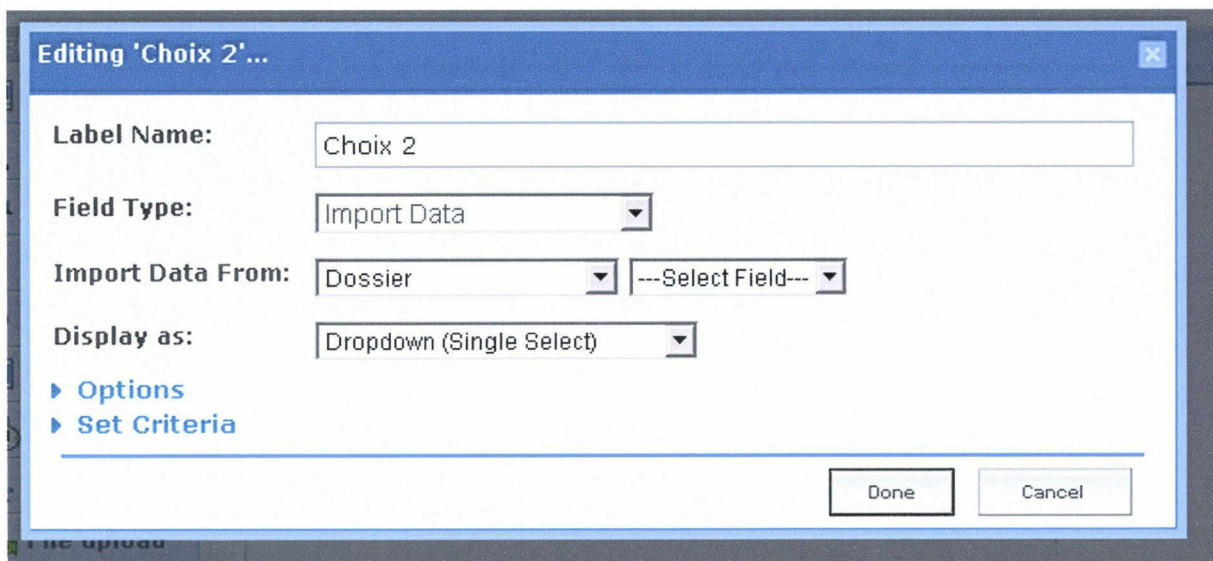 Editing 'Choix 2'...
Label Name:
Choix 2
Field Type:
Import Data
Import Data From:
Dossier
---Select Field---
Display as:
Dropdown (Single Select)
Options
Set Criteria
Done
Cancel
File upload